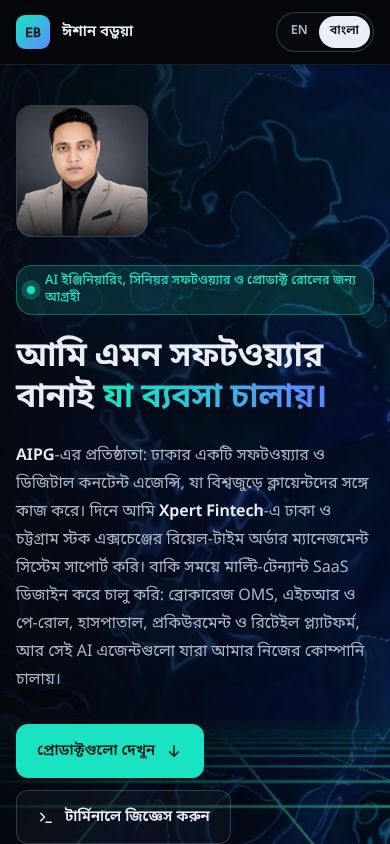 EB
ঈশান বড়ুয়া
EN
বাংলা
AI ইঞ্জিনিয়ারিং, সিনিয়র সফটওয়্যার ও প্রোডাক্ট রোলের জন্য
আগ্রহী
আমি এমন সফটওয়্যার
বানাই যা ব্যবসা চালায়।
AIPG-এর প্রতিষ্ঠাতা: ঢাকার একটি সফটওয়্যার ও
ডিজিটাল কনটেন্ট এজেন্সি, যা বিশ্বজুড়ে ক্লায়েন্টদের সঙ্গে
কাজ করে। দিনে আমি Xpert Fintech-এ ঢাকা ও
চট্টগ্রাম স্টক এক্সচেঞ্জের রিয়েল-টাইম অর্ডার ম্যানেজমেন্ট
সিস্টেম সাপোর্ট করি। বাকি সময়ে মাল্টি-টেন্যান্ট SaaS
ডিজাইন করে চালু করি: ব্রোকারেজ OMS, এইচআর ও
পে-রোল, হাসপাতাল, প্রকিউরমেন্ট ও রিটেইল প্ল্যাটফর্ম,
আর সেই AI এজেন্টগুলো যারা আমার নিজের কোম্পানি
চালায়।
প্রোডাক্টগুলো দেখুন ↓
>_ টার্মিনালে জিজ্ঞেস করুন